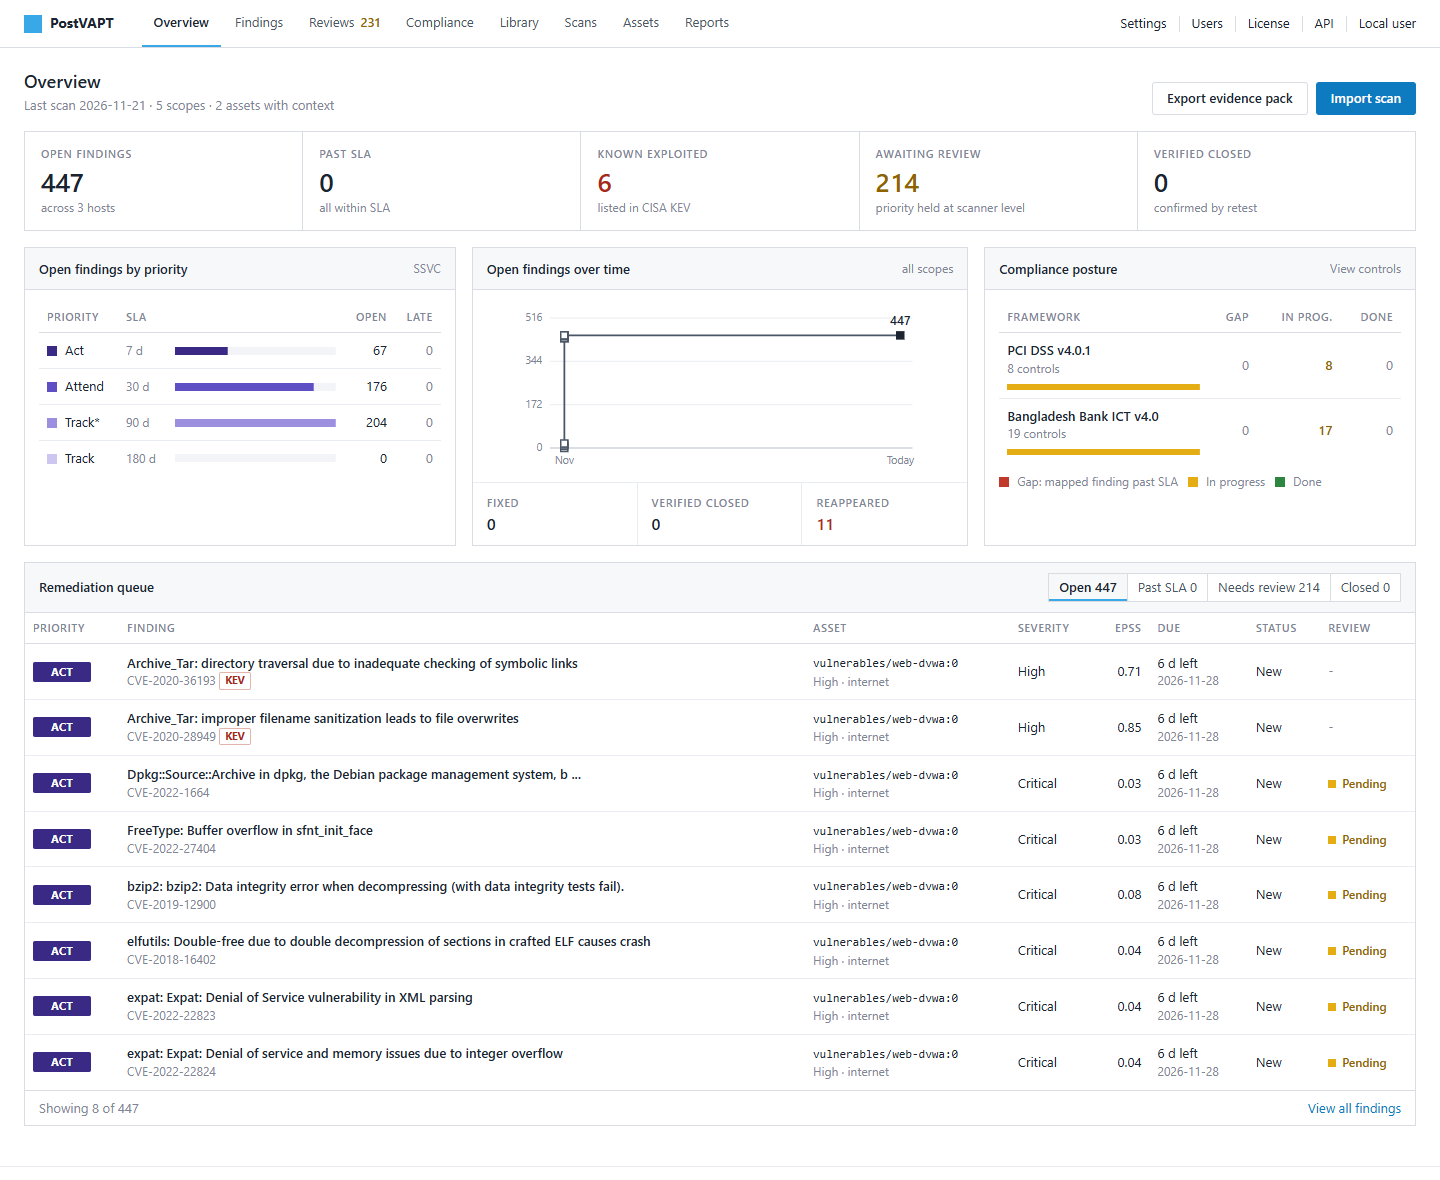 PostVAPT
Overview Findings Reviews 231 Compliance Library Scans Assets Reports
Settings Users License API Local user
Overview
Last scan 2026-11-21 · 5 scopes · 2 assets with context
Export evidence pack
Import scan
OPEN FINDINGS
447
across 3 hosts
PAST SLA
0
all within SLA
KNOWN EXPLOITED
6
listed in CISA KEV
AWAITING REVIEW
214
priority held at scanner level
VERIFIED CLOSED
0
confirmed by retest
Open findings by priority SSVC
PRIORITY SLA OPEN LATE
Act 7 d 67 0
Attend 30 d 176 0
Track* 90 d 204 0
Track 180 d 0 0
Open findings over time all scopes
447
516
344
172
0
Nov Today
FIXED
0
VERIFIED CLOSED
0
REAPPEARED
11
Compliance posture View controls
FRAMEWORK GAP IN PROG. DONE
PCI DSS v4.0.1
8 controls
0 8 0
Bangladesh Bank ICT v4.0
19 controls
0 17 0
Gap: mapped finding past SLA In progress Done
Remediation queue
Open 447 Past SLA 0 Needs review 214 Closed 0
PRIORITY FINDING ASSET SEVERITY EPSS DUE STATUS REVIEW
ACT Archive_Tar: directory traversal due to inadequate checking of symbolic links vulnerables/web-dvwa:0 High 0.71 6 d left New -
CVE-2020-36193 KEV High · internet 2026-11-28
ACT Archive_Tar: improper filename sanitization leads to file overwrites vulnerables/web-dvwa:0 High 0.85 6 d left New -
CVE-2020-28949 KEV High · internet 2026-11-28
ACT Dpkg::Source::Archive in dpkg, the Debian package management system, b ... vulnerables/web-dvwa:0 Critical 0.03 6 d left New Pending
CVE-2022-1664 High · internet 2026-11-28
ACT FreeType: Buffer overflow in sfnt_init_face vulnerables/web-dvwa:0 Critical 0.03 6 d left New Pending
CVE-2022-27404 High · internet 2026-11-28
ACT bzip2: bzip2: Data integrity error when decompressing (with data integrity tests fail). vulnerables/web-dvwa:0 Critical 0.08 6 d left New Pending
CVE-2019-12900 High · internet 2026-11-28
ACT elfutils: Double-free due to double decompression of sections in crafted ELF causes crash vulnerables/web-dvwa:0 Critical 0.04 6 d left New Pending
CVE-2018-16402 High · internet 2026-11-28
ACT expat: Expat: Denial of Service vulnerability in XML parsing vulnerables/web-dvwa:0 Critical 0.04 6 d left New Pending
CVE-2022-22823 High · internet 2026-11-28
ACT expat: Expat: Denial of service and memory issues due to integer overflow vulnerables/web-dvwa:0 Critical 0.04 6 d left New Pending
CVE-2022-22824 High · internet 2026-11-28
Showing 8 of 447 View all findings